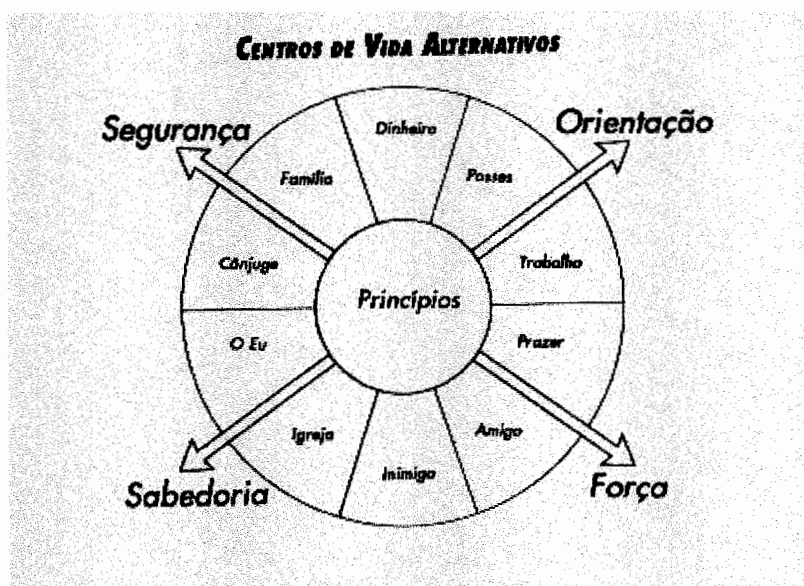 CENTROS DE VIDA ALTERNATIVOS
Segurança
Orientação
Dinheiro
Família
Posses
Cônjuge
Trabalho
Princípios
O Eu
Prazer
Igreja
Amigo
Inimigo
Sabedoria
Força